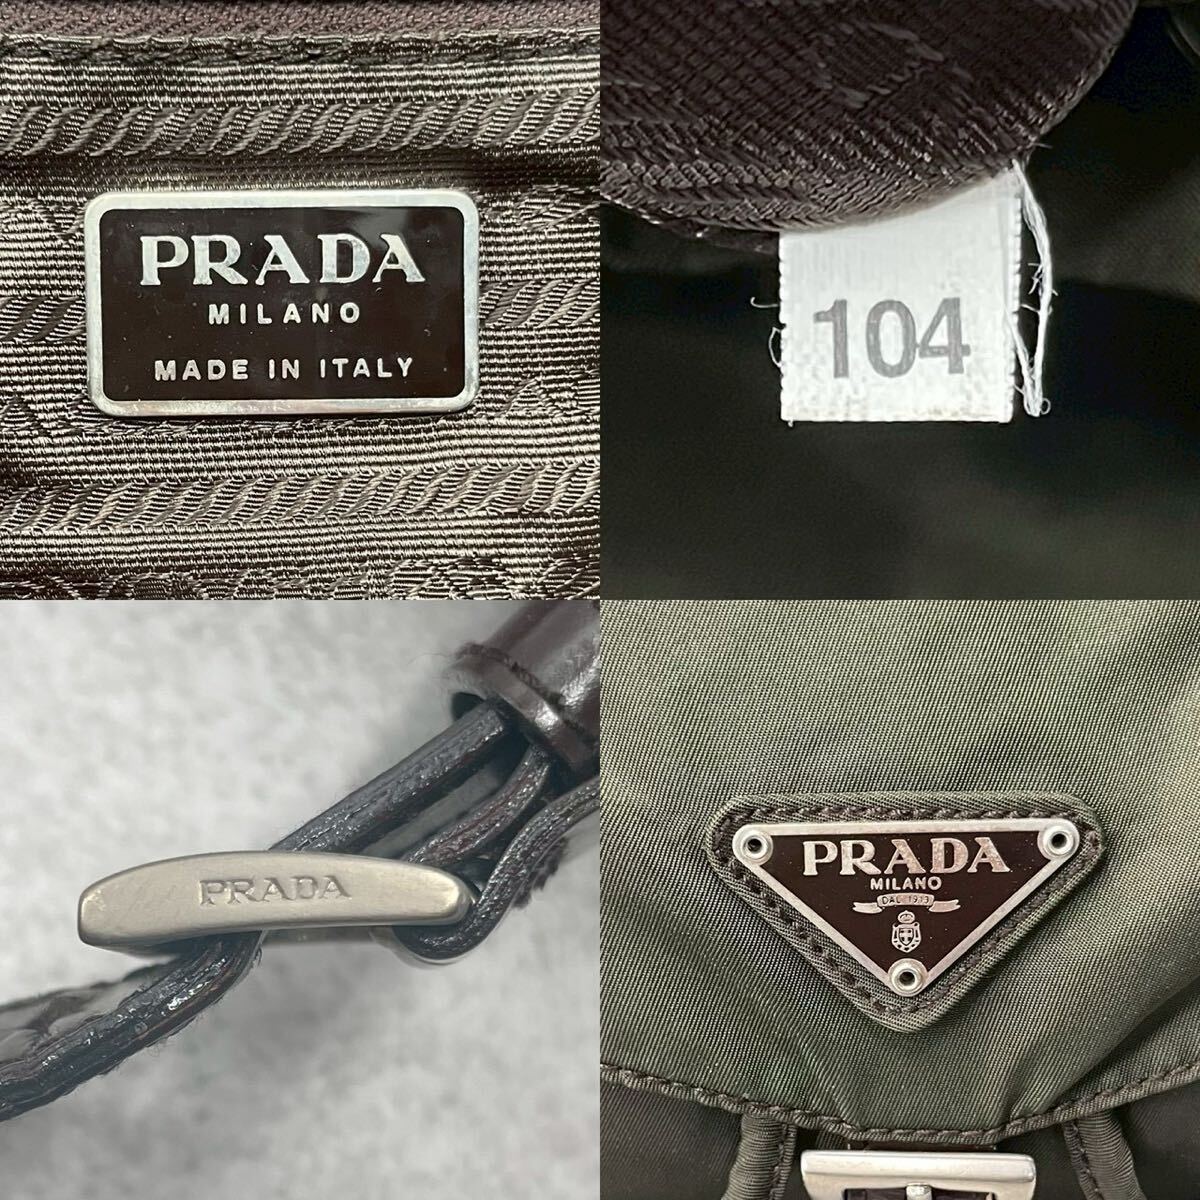 PRADA
MILANO
MADE IN ITALY
104
PRADA
PRADA
MILANO
DAL 1913